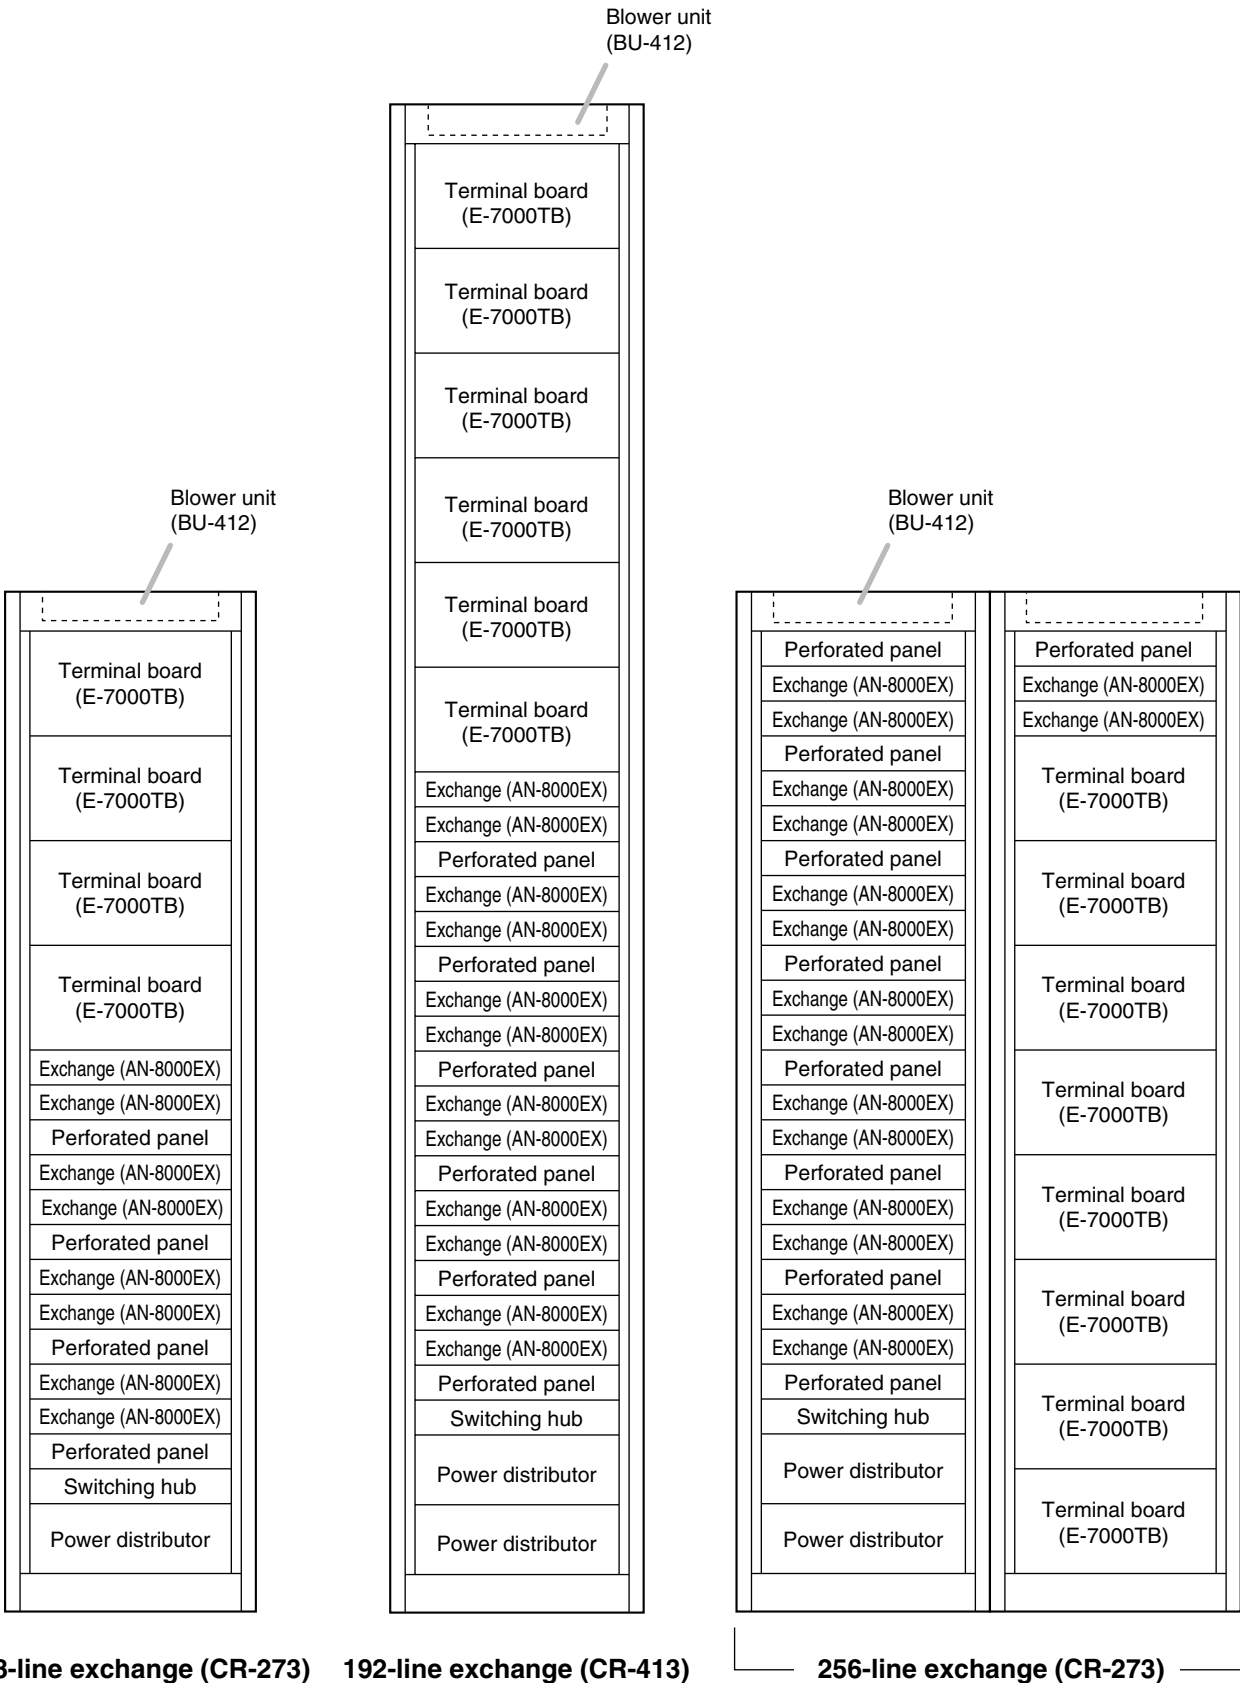 Blower unit
(BU-412)
Terminal board
(E-7000TB)
Terminal board
(E-7000TB)
Terminal board
(E-7000TB)
Terminal board
(E-7000TB)
Exchange (AN-8000EX)
Exchange (AN-8000EX)
Perforated panel
Exchange (AN-8000EX)
Exchange (AN-8000EX)
Perforated panel
Exchange (AN-8000EX)
Exchange (AN-8000EX)
Perforated panel
Exchange (AN-8000EX)
Exchange (AN-8000EX)
Perforated panel
Switching hub
Power distributor
exchange (CR-273)
Blower unit
(BU-412)
Terminal board
(E-7000TB)
Terminal board
(E-7000TB)
Terminal board
(E-7000TB)
Terminal board
(E-7000TB)
Terminal board
(E-7000TB)
Terminal board
(E-7000TB)
Exchange (AN-8000EX)
Exchange (AN-8000EX)
Perforated panel
Exchange (AN-8000EX)
Exchange (AN-8000EX)
Perforated panel
Exchange (AN-8000EX)
Exchange (AN-8000EX)
Perforated panel
Exchange (AN-8000EX)
Exchange (AN-8000EX)
Perforated panel
Exchange (AN-8000EX)
Exchange (AN-8000EX)
Perforated panel
Exchange (AN-8000EX)
Exchange (AN-8000EX)
Perforated panel
Switching hub
Power distributor
Power distributor
192-line exchange (CR-413)
Blower unit
(BU-412)
Perforated panel
Exchange (AN-8000EX)
Exchange (AN-8000EX)
Perforated panel
Exchange (AN-8000EX)
Exchange (AN-8000EX)
Perforated panel
Exchange (AN-8000EX)
Exchange (AN-8000EX)
Perforated panel
Exchange (AN-8000EX)
Exchange (AN-8000EX)
Perforated panel
Exchange (AN-8000EX)
Exchange (AN-8000EX)
Perforated panel
Exchange (AN-8000EX)
Exchange (AN-8000EX)
Perforated panel
Exchange (AN-8000EX)
Exchange (AN-8000EX)
Perforated panel
Switching hub
Power distributor
Power distributor
Perforated panel
Exchange (AN-8000EX)
Exchange (AN-8000EX)
Terminal board
(E-7000TB)
Terminal board
(E-7000TB)
Terminal board
(E-7000TB)
Terminal board
(E-7000TB)
Terminal board
(E-7000TB)
Terminal board
(E-7000TB)
Terminal board
(E-7000TB)
Terminal board
(E-7000TB)
256-line exchange (CR-273)